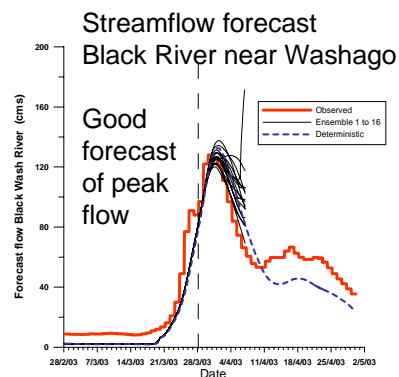 Streamflow forecast
Black River near Washago
Good
forecast
of peak
flow
Observed
Ensemble 1 to 16
Deterministic
Forecast flow Black Wash River (cms)
200
160
120
80
40
0
28/2/03 7/3/03 14/3/03 21/3/03 28/3/03 4/4/03 11/4/03 18/4/03 25/4/03 2/5/03
Date